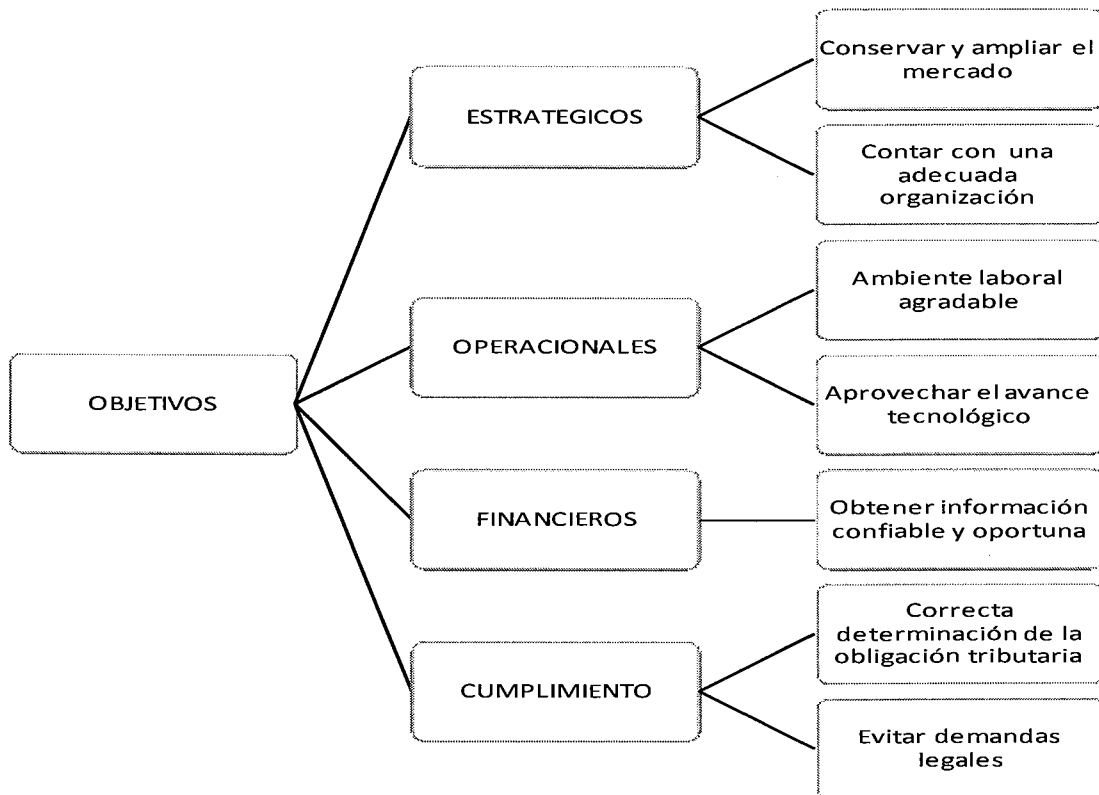 Conservar y ampliar el
mercado
ESTRATEGICOS
Contar con una
adecuada
organización
Ambiente laboral
agradable
OPERACIONALES
OBJETIVOS
Aprovechar el avance
tecnológico
Obtener información
confiable y oportuna
FINANCIEROS
Correcta
determinación de la
obligación tributaria
CUMPLIMIENTO
Evitar demandas
legales